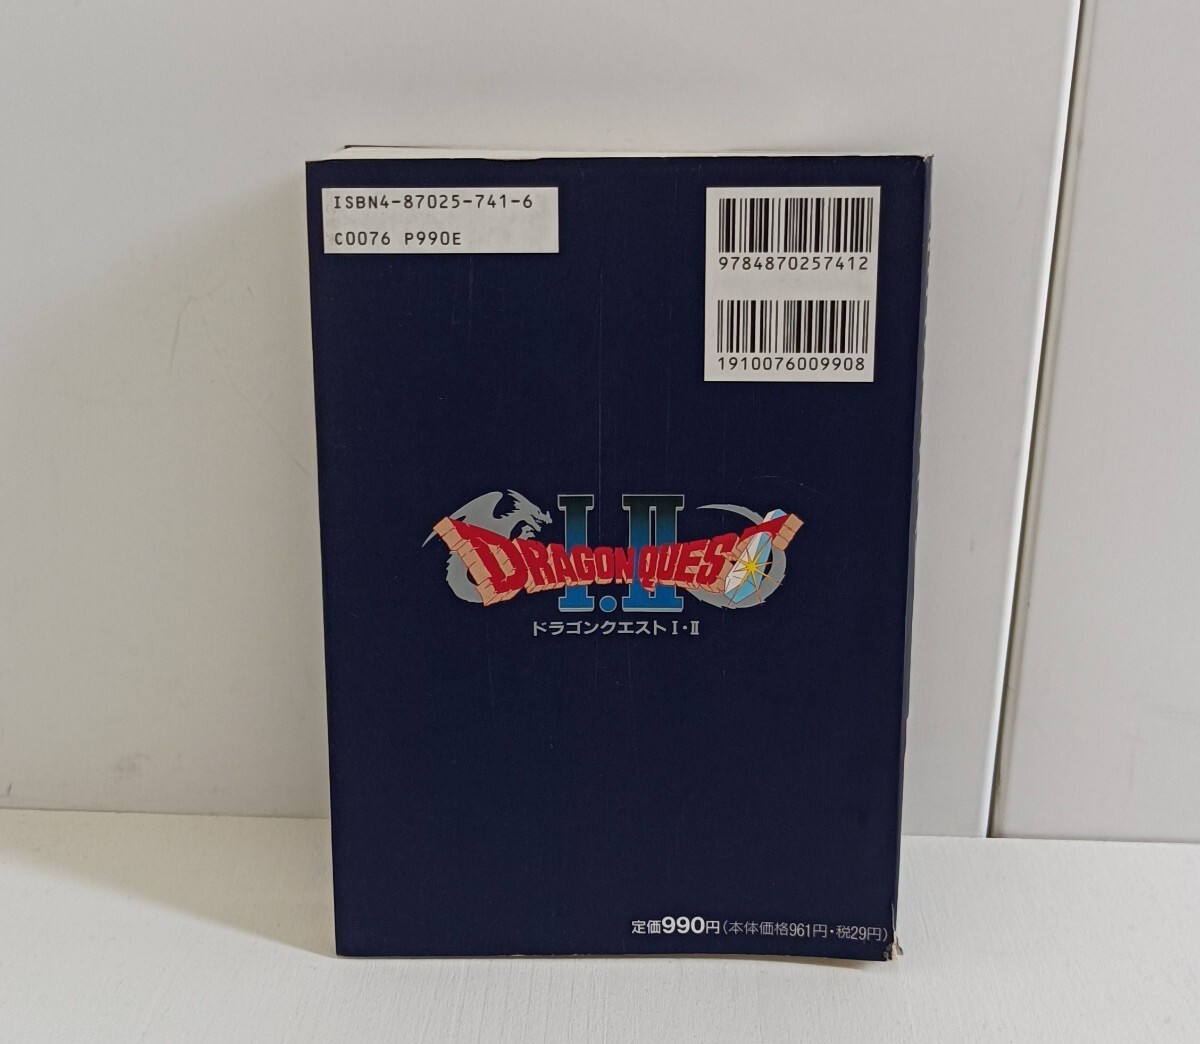 ISBN4-87025-741-6
C0076 P990E
9784870257412
1910076009908
I.II
DRAGON QUEST
ドラゴンクエストⅠ・Ⅱ
定価990円(本体価格961円・税29円)